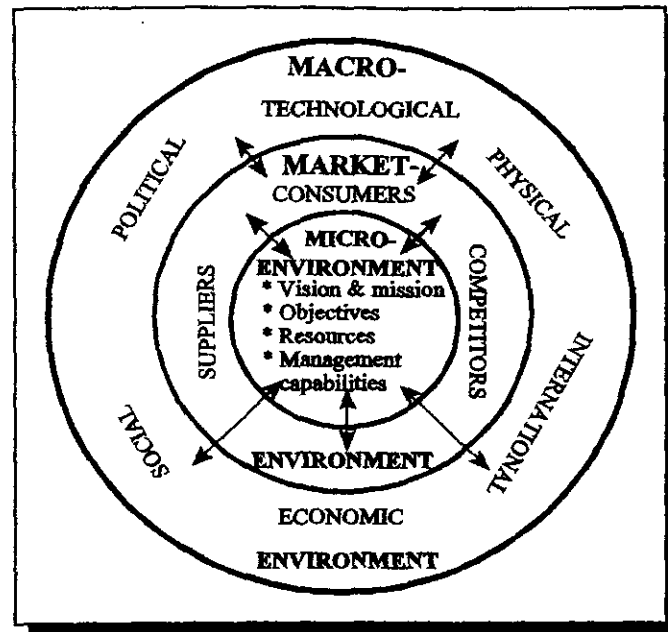 MACRO-
TECHNOLOGICAL
POLITICAL
PHYSICAL
MARKET-
CONSUMERS
MICRO-
ENVIRONMENT
* Vision & mission
* Objectives
* Resources
* Management
capabilities
SUPPLIERS
COMPETITORS
SOCIAL
INTERNATIONAL
ENVIRONMENT
ECONOMIC
ENVIRONMENT